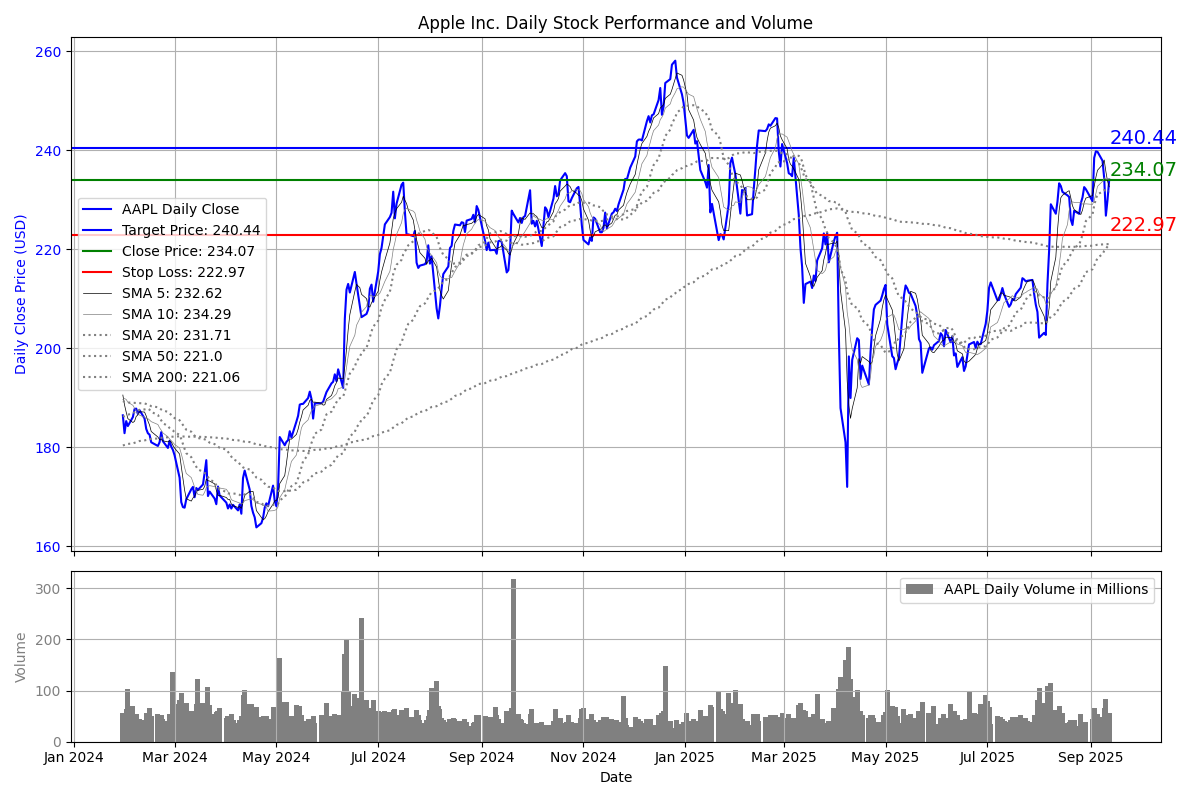 Apple Inc. Daily Stock Performance and Volume
260
240
220
200
180
160
Daily Close Price (USD)
240.44
234.07
222.97
AAPL Daily Close
Target Price: 240.44
Close Price: 234.07
Stop Loss: 222.97
SMA 5: 232.62
SMA 10: 234.29
SMA 20: 231.71
SMA 50: 221.0
SMA 200: 221.06
300
200
100
0
Volume
AAPL Daily Volume in Millions
Jan 2024 Mar 2024 May 2024 Jul 2024 Sep 2024 Nov 2024 Jan 2025 Mar 2025 May 2025 Jul 2025 Sep 2025
Date